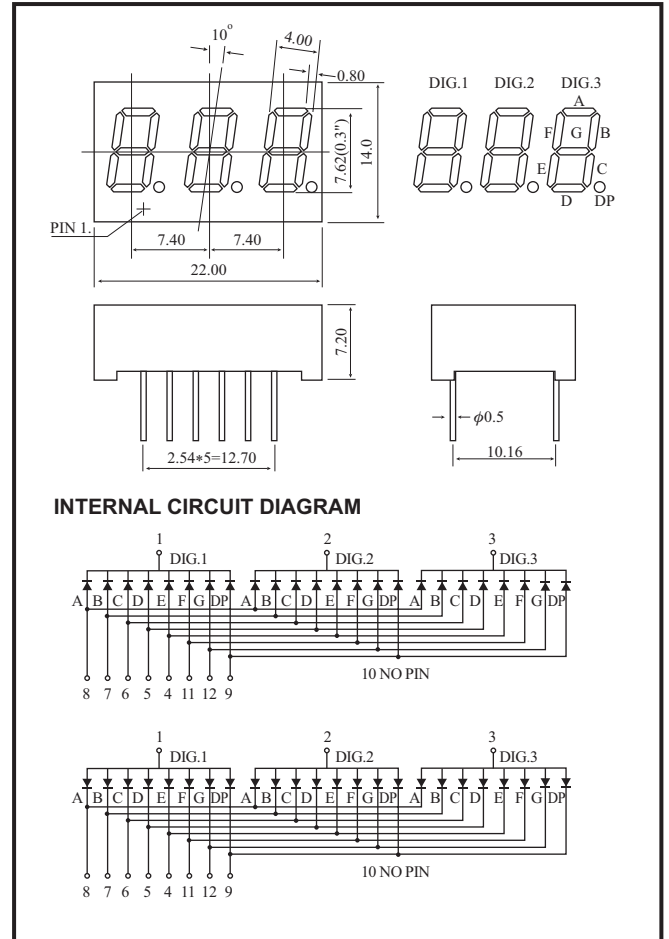 10°
4.00
0.80
7.62(0.3")
14.0
PIN 1.
7.40 7.40
22.00
DIG.1 DIG.2 DIG.3
A
F G B
E C
D DP
7.20
2.54*5=12.70
ϕ0.5
10.16
INTERNAL CIRCUIT DIAGRAM
1 2 3
DIG.1 DIG.2 DIG.3
A B C D E F G DP A B C D E F G DP A B C D E F G DP
10 NO PIN
8 7 6 5 4 11 12 9
1 2 3
DIG.1 DIG.2 DIG.3
A B C D E F G DP A B C D E F G DP A B C D E F G DP
10 NO PIN
8 7 6 5 4 11 12 9